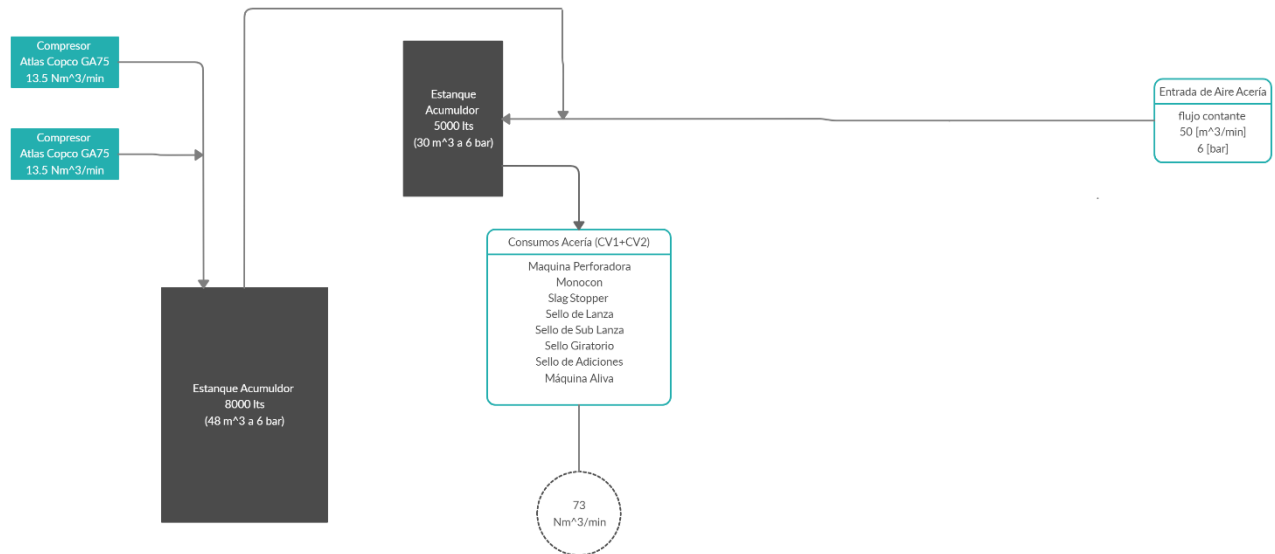 Compresor
Atlas Copco GA75
13.5 Nm^3/min
Compresor
Atlas Copco GA75
13.5 Nm^3/min
Estanque Acumuldor
8000 lts
(48 m^3 a 6 bar)
Estanque
Acumuldor
5000 lts
(30 m^3 a 6 bar)
Entrada de Aire Acería
flujo contante
50 [m^3/min]
6 [bar]
Consumos Acería (CV1+CV2)
Maquina Perforadora
Monocon
Slag Stopper
Sello de Lanza
Sello de Sub Lanza
Sello Giratorio
Sello de Adiciones
Máquina Aliva
73
Nm^3/min